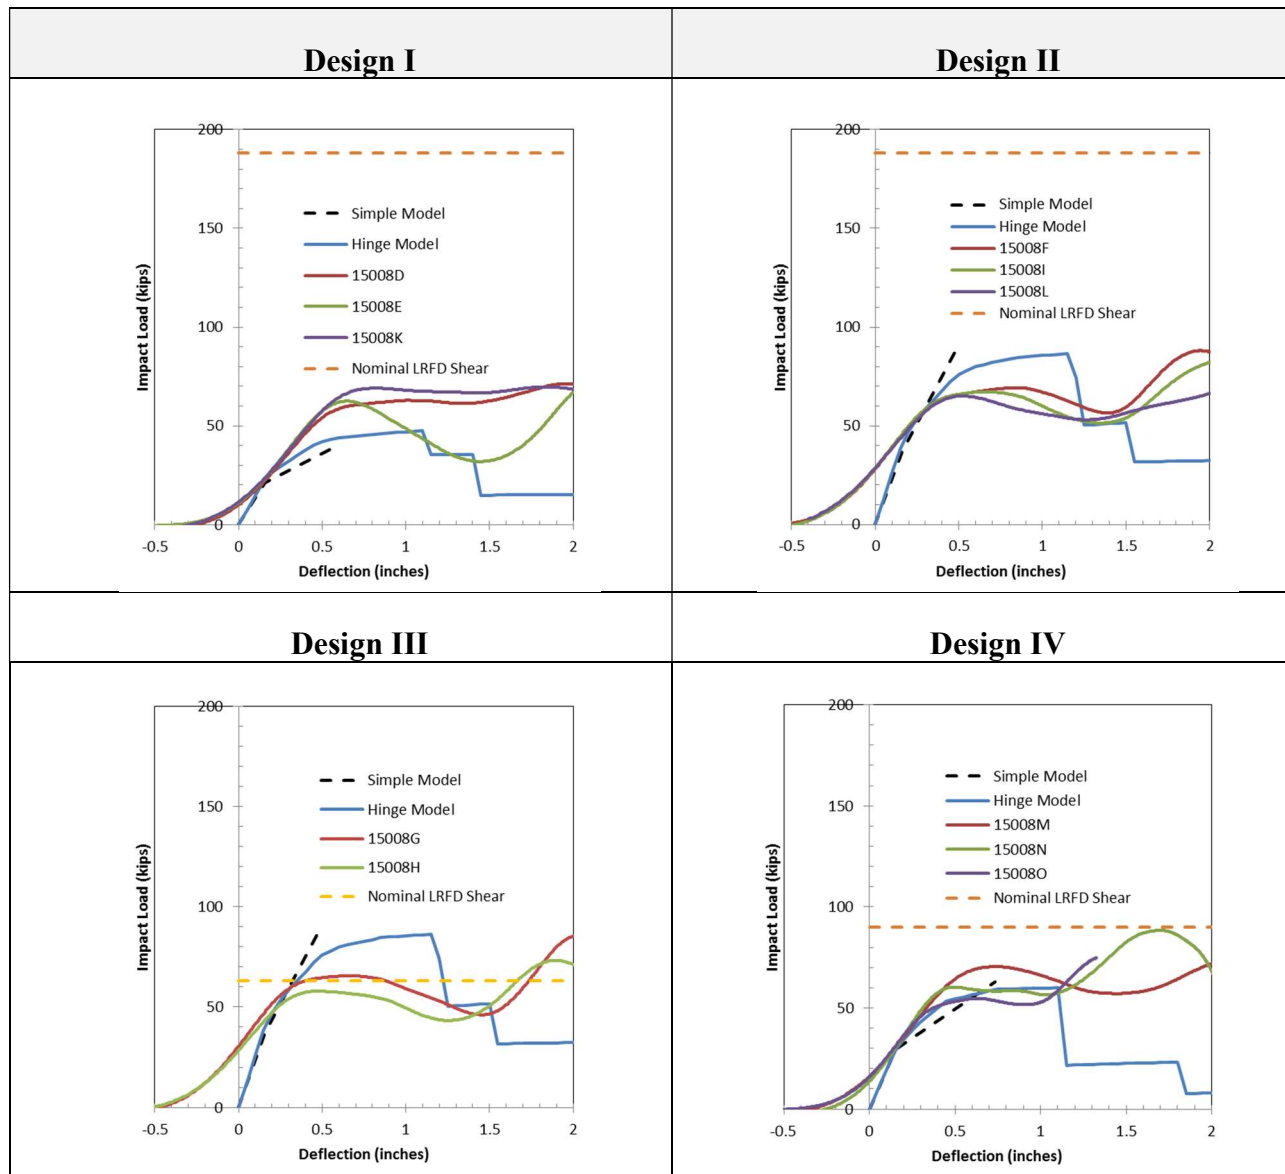 Design I
Design II
200
150
100
50
0
-0.5
0
0.5
1
1.5
2
Impact Load (kips)
Deflection (inches)
Simple Model
Hinge Model
15008D
15008E
15008K
Nominal LRFD Shear
200
150
100
50
0
-0.5
0
0.5
1
1.5
2
Impact Load (kips)
Deflection (inches)
Simple Model
Hinge Model
15008F
15008I
15008L
Nominal LRFD Shear
Design III
Design IV
200
150
100
50
0
-0.5
0
0.5
1
1.5
2
Impact Load (kips)
Deflection (inches)
Simple Model
Hinge Model
15008G
15008H
Nominal LRFD Shear
200
150
100
50
0
-0.5
0
0.5
1
1.5
2
Impact Load (kips)
Deflection (inches)
Simple Model
Hinge Model
15008M
15008N
15008O
Nominal LRFD Shear